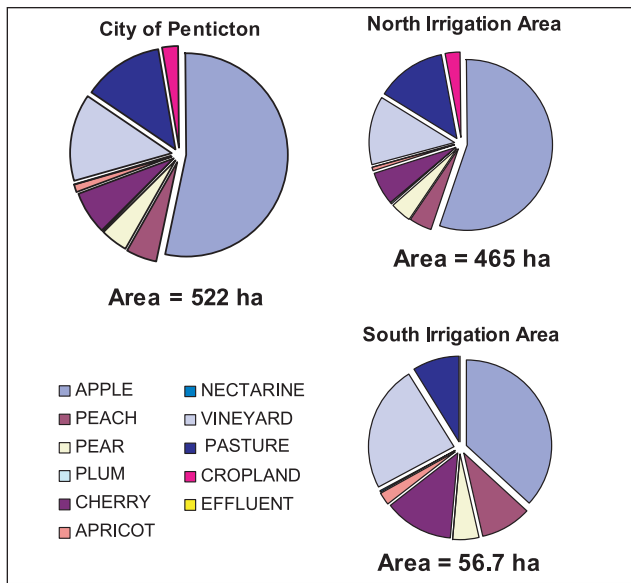 City of Penticton
North Irrigation Area
Area = 522 ha
Area = 465 ha
South Irrigation Area
APPLE
PEACH
PEAR
PLUM
CHERRY
APRICOT
NECTARINE
VINEYARD
PASTURE
CROPLAND
EFFLUENT
Area = 56.7 ha